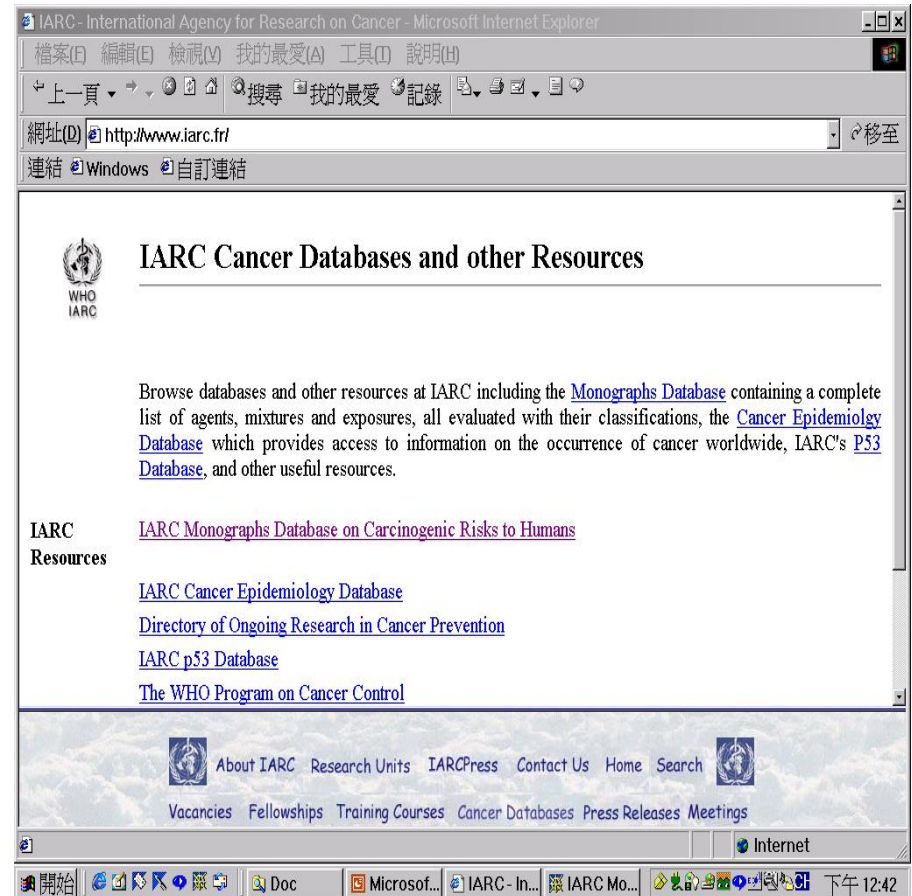 IARC - International Agency for Research on Cancer - Microsoft Internet Explorer
檔案(F) 編輯(E) 檢視(V) 我的最愛(A) 工具(T) 說明(H)
上一頁 搜尋 我的最愛 記錄
網址(D) http://www.iarc.fr/ 移至
連結 Windows 自訂連結
IARC Cancer Databases and other Resources
WHO
IARC
Browse databases and other resources at IARC including the Monographs Database containing a complete
list of agents, mixtures and exposures, all evaluated with their classifications, the Cancer Epidemiolgy
Database which provides access to information on the occurrence of cancer worldwide, IARC's P53
Database, and other useful resources.
IARC
Resources
IARC Monographs Database on Carcinogenic Risks to Humans
IARC Cancer Epidemiology Database
Directory of Ongoing Research in Cancer Prevention
IARC p53 Database
The WHO Program on Cancer Control
About IARC Research Units IARCPress Contact Us Home Search
Vacancies Fellowships Training Courses Cancer Databases Press Releases Meetings
Internet
開始 Doc Microsof... IARC - In... IARC Mo... 下午 12:42